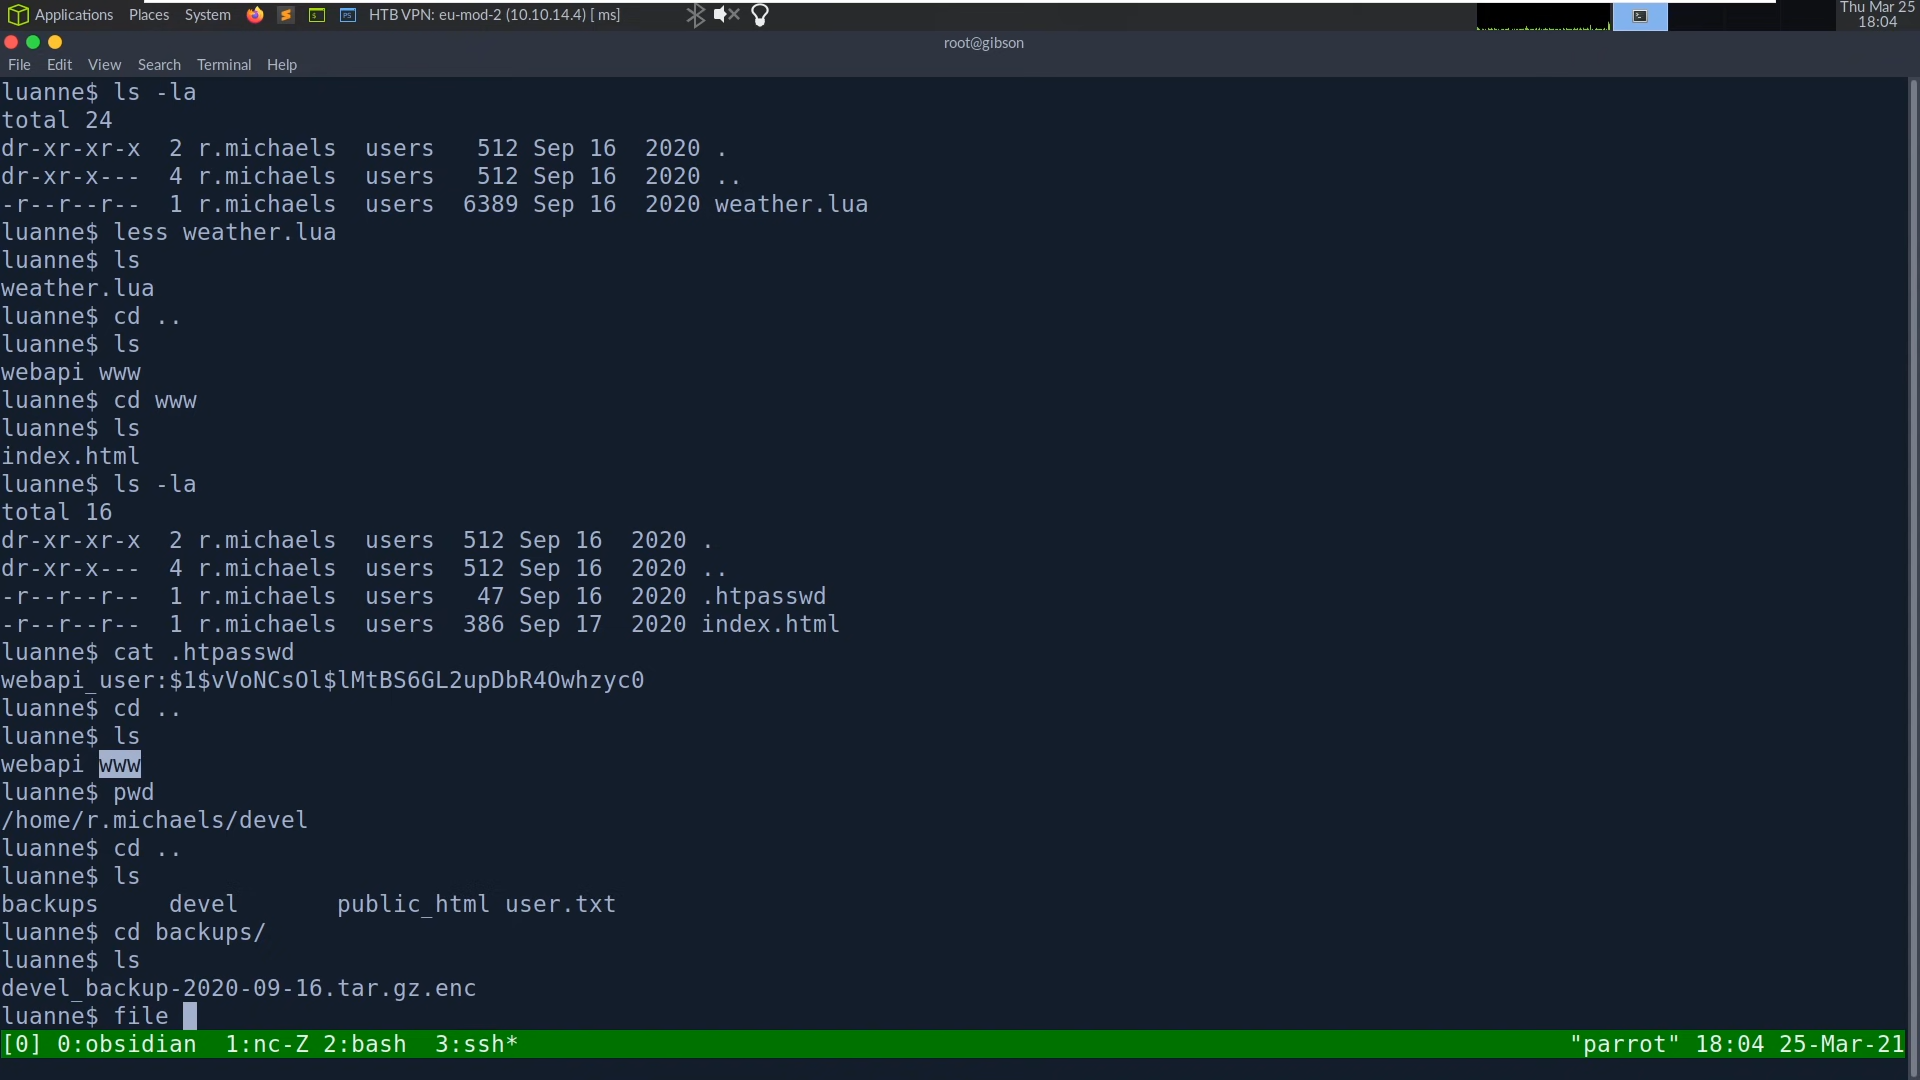 Applications Places System HTB VPN: eu-mod-2 (10.10.14.4) [ ms] Thu Mar 25
18:04
root@gibson
File Edit View Search Terminal Help
luanne$ ls -la
total 24
dr-xr-xr-x  2 r.michaels  users   512 Sep 16  2020 .
dr-xr-x---  4 r.michaels  users   512 Sep 16  2020 ..
-r--r--r--  1 r.michaels  users  6389 Sep 16  2020 weather.lua
luanne$ less weather.lua
luanne$ ls
weather.lua
luanne$ cd ..
luanne$ ls
webapi www
luanne$ cd www
luanne$ ls
index.html
luanne$ ls -la
total 16
dr-xr-xr-x  2 r.michaels  users  512 Sep 16  2020 .
dr-xr-x---  4 r.michaels  users  512 Sep 16  2020 ..
-r--r--r--  1 r.michaels  users   47 Sep 16  2020 .htpasswd
-r--r--r--  1 r.michaels  users  386 Sep 17  2020 index.html
luanne$ cat .htpasswd
webapi_user:$1$vVoNCsOl$lMtBS6GL2upDbR4Owhzyc0
luanne$ cd ..
luanne$ ls
webapi www
luanne$ pwd
/home/r.michaels/devel
luanne$ cd ..
luanne$ ls
backups     devel       public_html user.txt
luanne$ cd backups/
luanne$ ls
devel_backup-2020-09-16.tar.gz.enc
luanne$ file
[0] 0:obsidian  1:nc-Z 2:bash  3:ssh* "parrot" 18:04 25-Mar-21